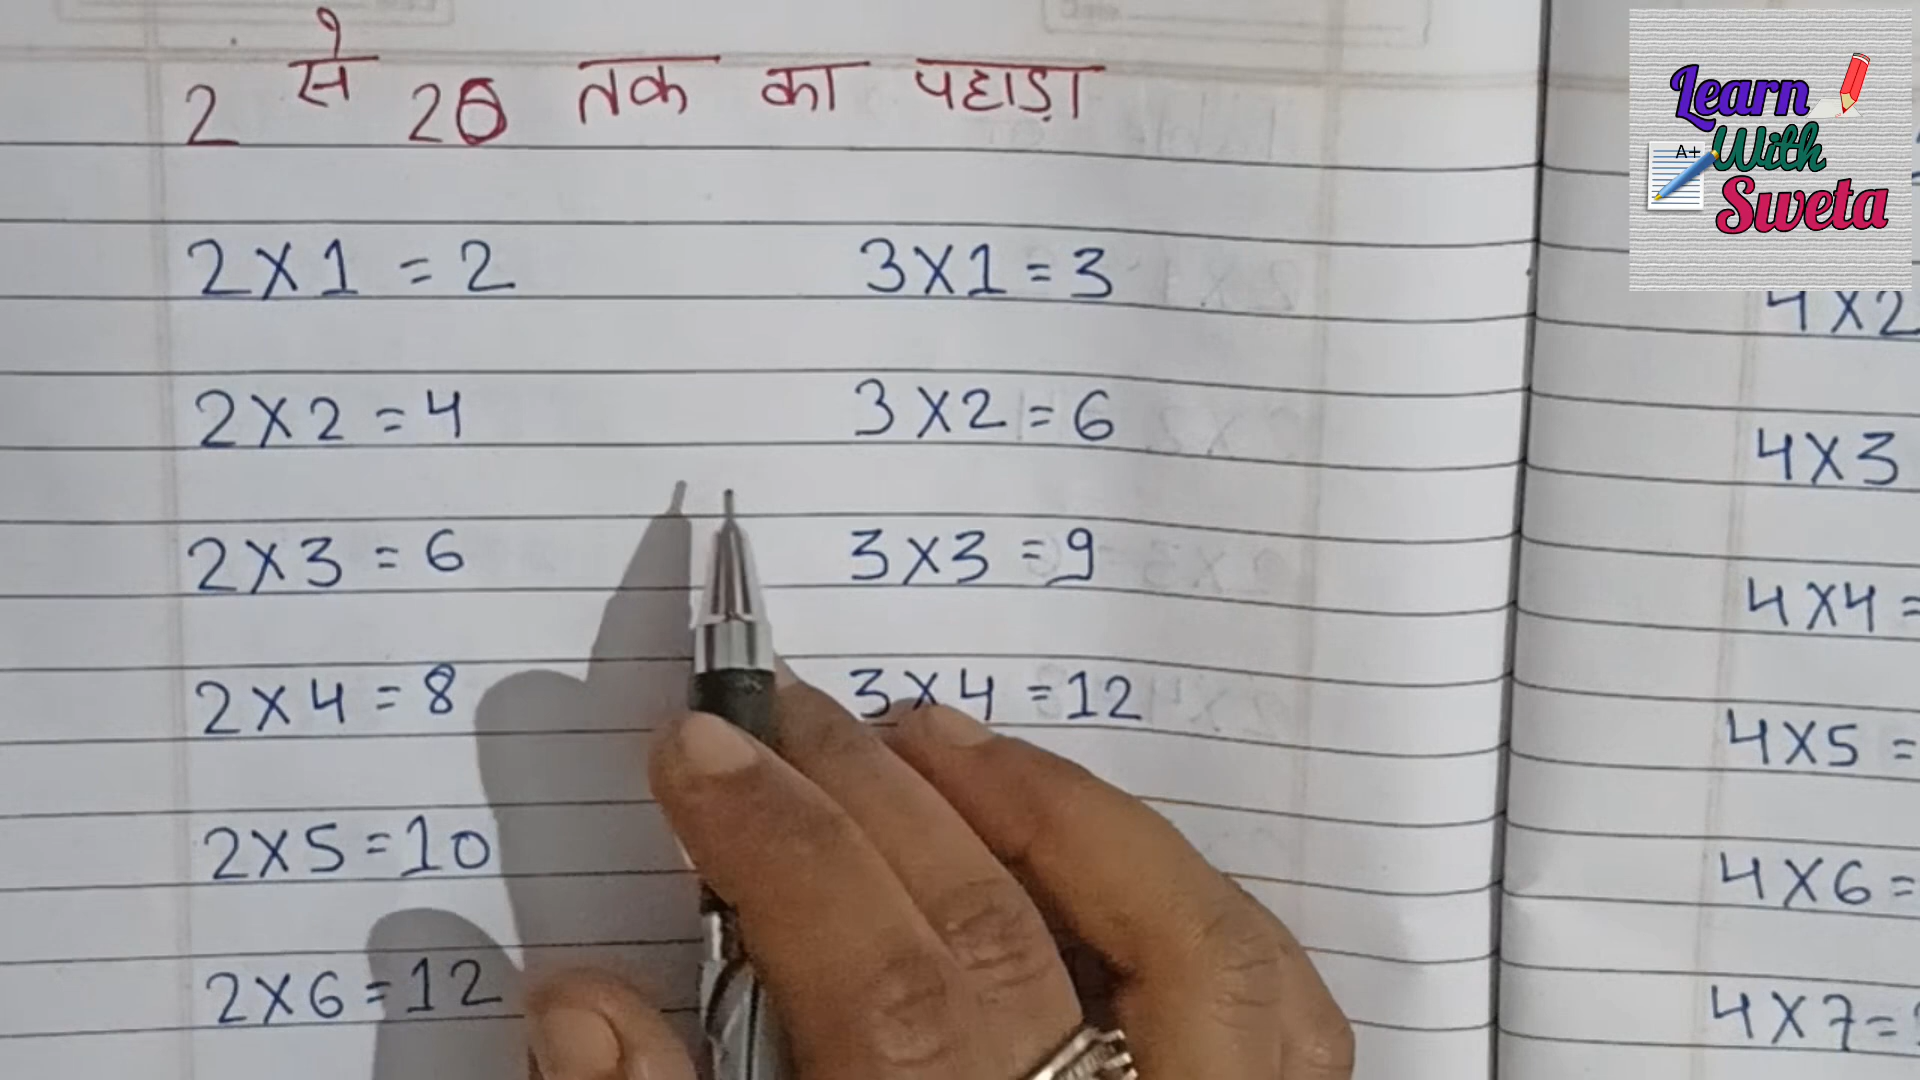 2 से 20 तक का पहाड़ा
2X1 = 2
2X2 = 4
2X3 = 6
2X4 = 8
2X5 = 10
2X6 = 12
3X1 = 3
3X2 = 6
3X3 = 9
3X4 = 12
4X2
4X3
4X4 =
4X5 =
4X6 =
4X7 =
Learn
A+ With
Sweta